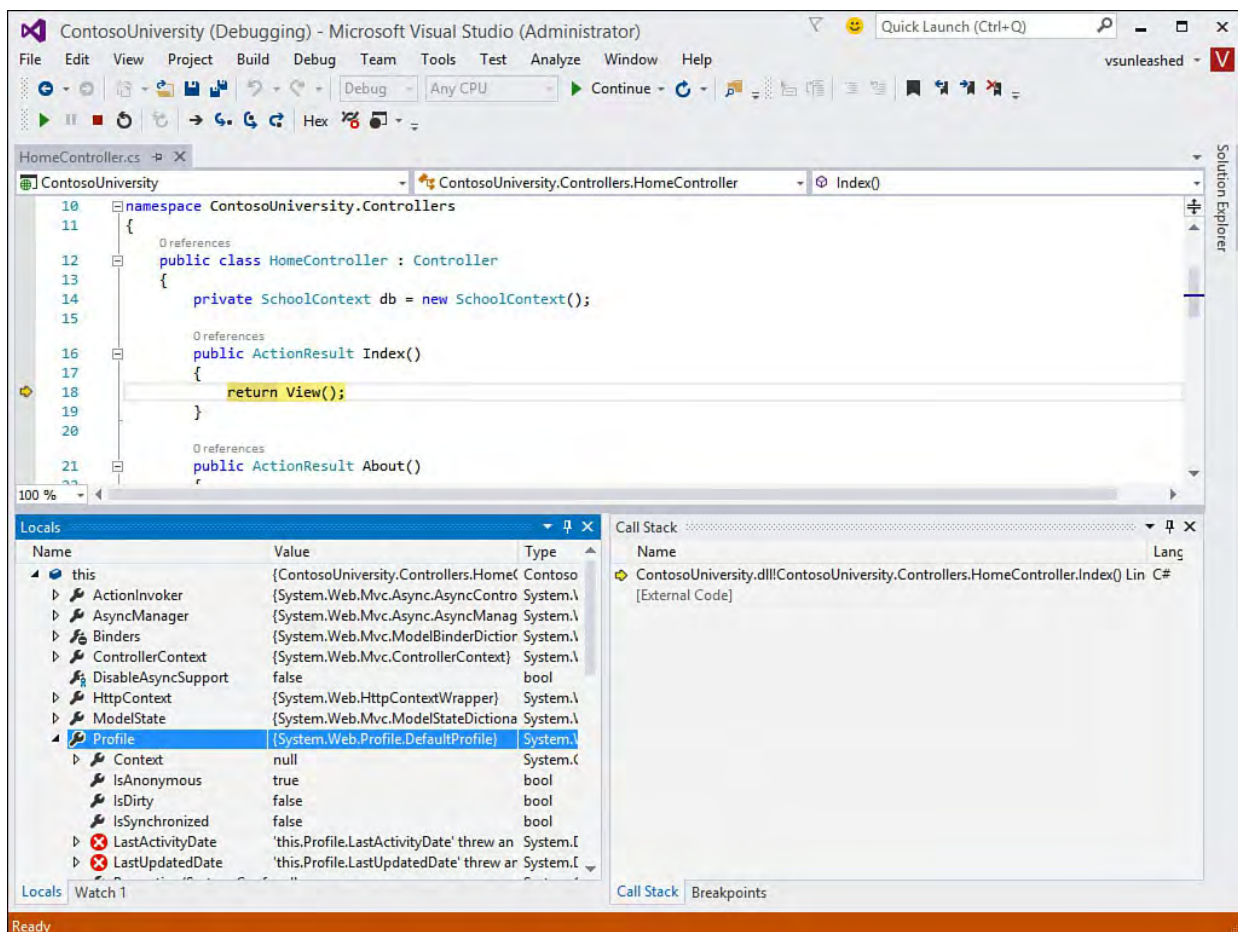 ContosoUniversity (Debugging) - Microsoft Visual Studio (Administrator)
Quick Launch (Ctrl+Q)
File Edit View Project Build Debug Team Tools Test Analyze Window Help
vsunleashed
V
Debug
Any CPU
Continue
Hex
HomeController.cs
Solution Explorer
ContosoUniversity
ContosoUniversity.Controllers.HomeController
Index()
10 namespace ContosoUniversity.Controllers
11 {
0 references
12 public class HomeController : Controller
13 {
14 private SchoolContext db = new SchoolContext();
15
0 references
16 public ActionResult Index()
17 {
18 return View();
19 }
20
0 references
21 public ActionResult About()
100 %
Locals
Name Value Type
this {ContosoUniversity.Controllers.HomeC Contoso
ActionInvoker {System.Web.Mvc.Async.AsyncContro System.
AsyncManager {System.Web.Mvc.Async.AsyncManag System.
Binders {System.Web.Mvc.ModelBinderDiction System.
ControllerContext {System.Web.Mvc.ControllerContext} System.
DisableAsyncSupport false bool
HttpContext {System.Web.HttpContextWrapper} System.
ModelState {System.Web.Mvc.ModelStateDictiona System.
Profile {System.Web.Profile.DefaultProfile} System.
Context null System.
IsAnonymous true bool
IsDirty false bool
IsSynchronized false bool
LastActivityDate 'this.Profile.LastActivityDate' threw an System.
LastUpdatedDate 'this.Profile.LastUpdatedDate' threw an System.
Locals Watch 1
Call Stack
Name Lang
ContosoUniversity.dll!ContosoUniversity.Controllers.HomeController.Index() Lin C#
[External Code]
Call Stack Breakpoints
Ready